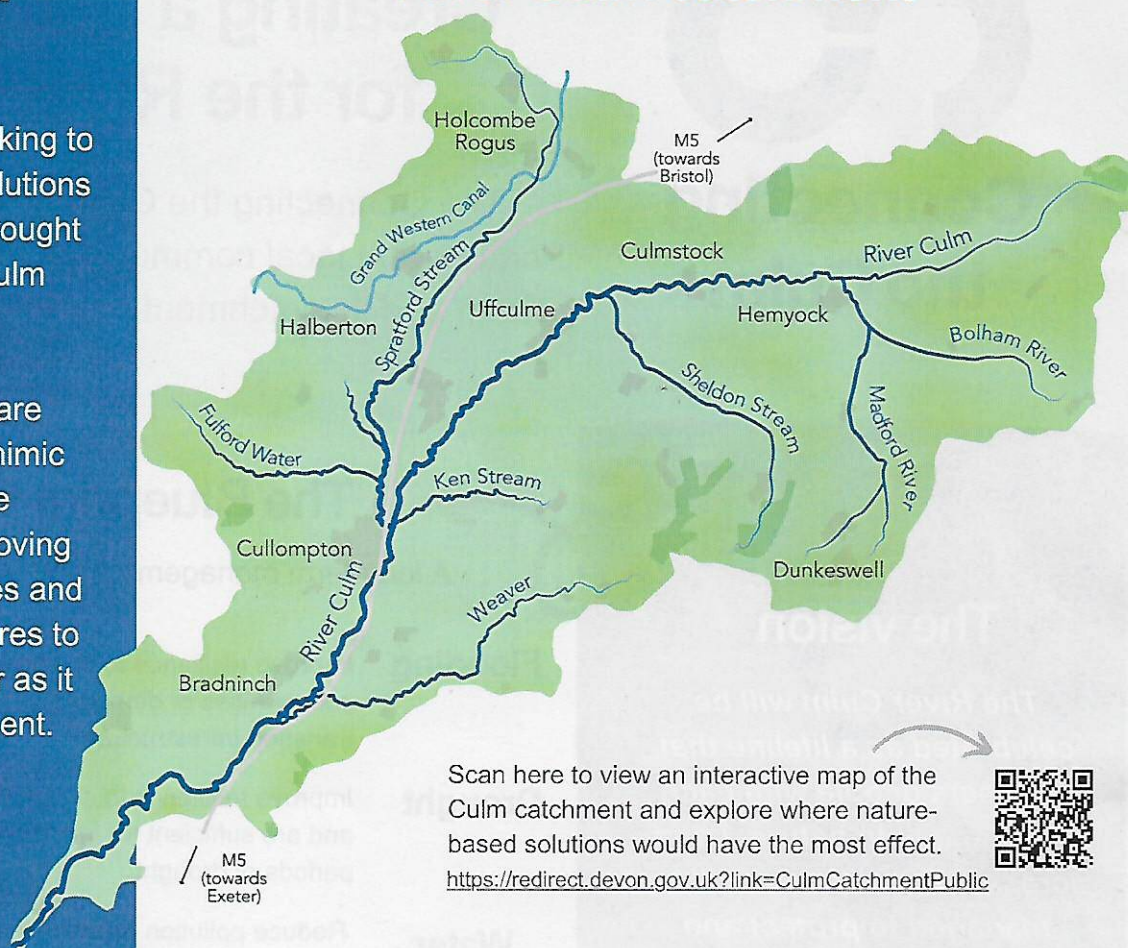 king to
lutions
ought
ulm
are
nimic
e
oving
es and
res to
r as it
ent.
Holcombe
Rogus
M5
(towards
Bristol)
Grand Western Canal
Spratford Stream
Culmstock
River Culm
Halberton
Uffculme
Hemyock
Bolham River
Sheldon Stream
Madford River
Fulford Water
Ken Stream
Cullompton
Dunkeswell
River Culm
Weaver
Bradninch
M5
(towards
Exeter)
Scan here to view an interactive map of the
Culm catchment and explore where nature-
based solutions would have the most effect.
https://redirect.devon.gov.uk?link=CulmCatchmentPublic